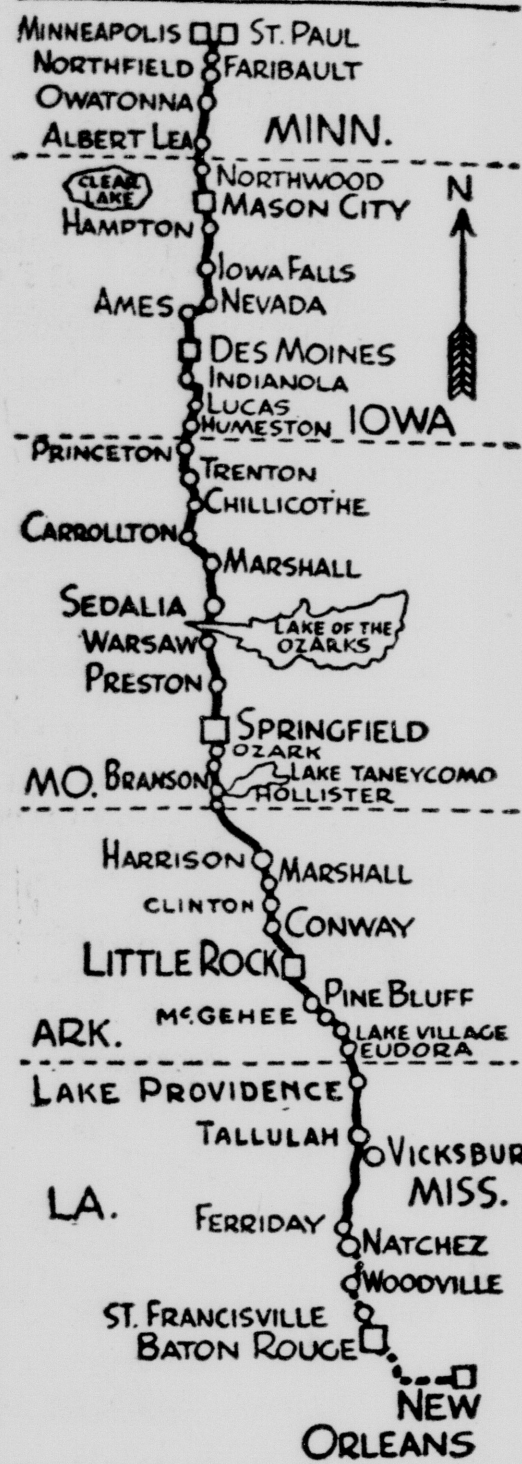 MINNEAPOLIS ST. PAUL
NORTHFIELD FARIBAULT
OWATONNA
ALBERT LEA MINN.
NORTHWOOD
CLEAR
LAKE
MASON CITY
N
HAMPTON
IOWA FALLS
AMES NEVADA
DES MOINES
INDIANOLA
LUCAS
HUMESTON IOWA
PRINCETON
TRENTON
CHILLICOTHE
CARROLLTON
MARSHALL
SEDALIA
LAKE OF THE
OZARKS
WARSAW
PRESTON
SPRINGFIELD
OZARK
MO. BRANSON LAKE TANEYCOMO
HOLLISTER
HARRISON
MARSHALL
CLINTON
CONWAY
LITTLE ROCK
PINE BLUFF
MC.GEHEE
ARK. LAKE VILLAGE
EUDORA
LAKE PROVIDENCE
TALLULAH
VICKSBUR
LA. MISS.
FERRIDAY
NATCHEZ
WOODVILLE
ST. FRANCISVILLE
BATON ROUGE
NEW
ORLEANS